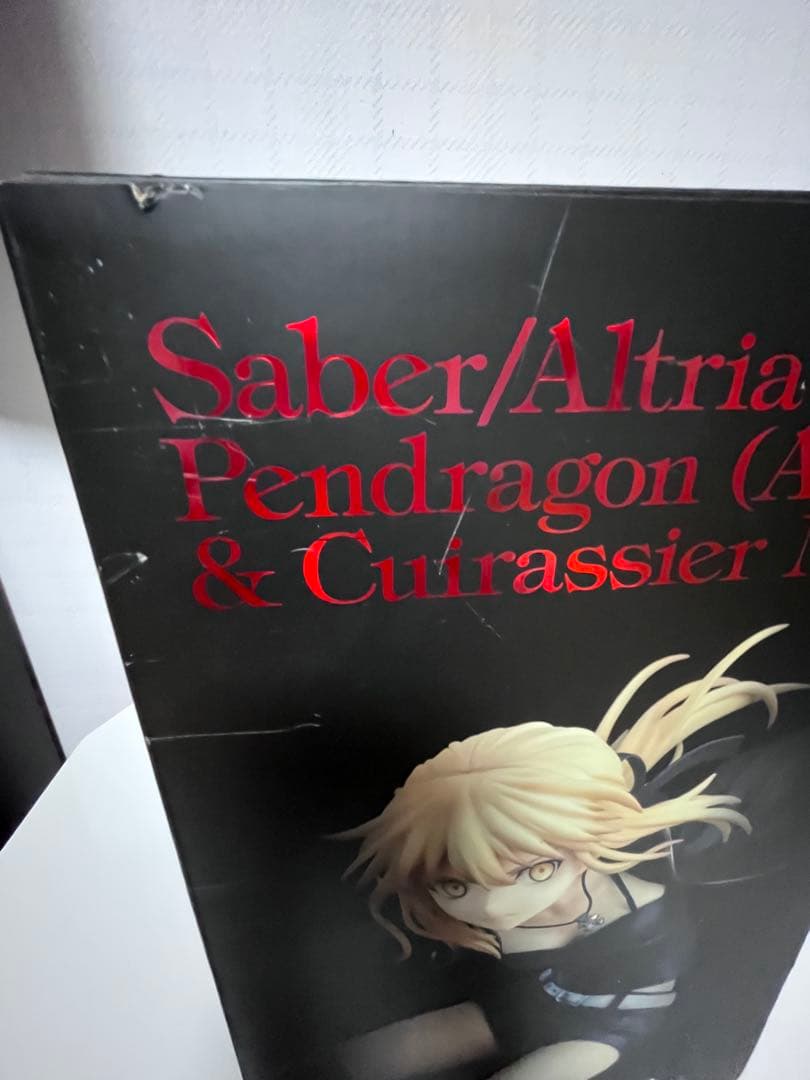 Saber/Altria
Pendragon (A
& Cuirassier